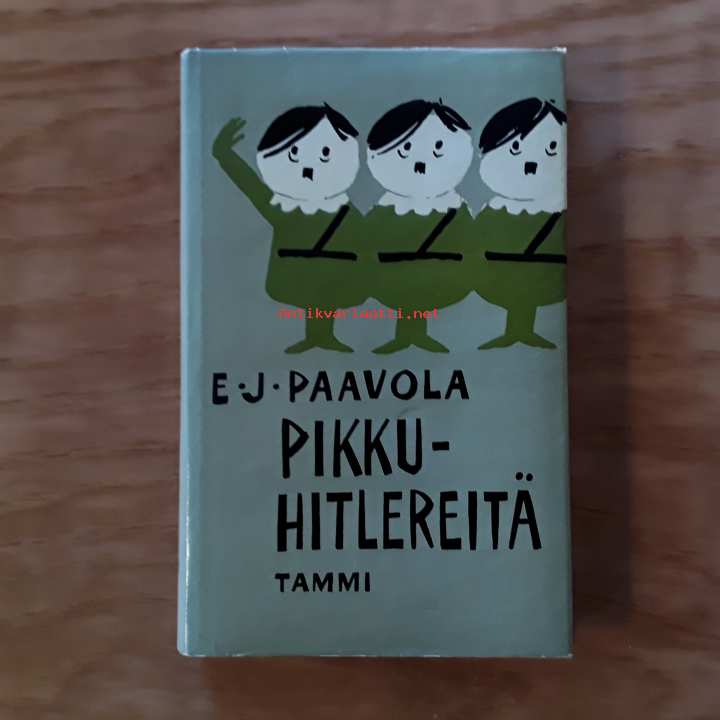 Antikvariaatti.net
E·J·PAAVOLA
PIKKU-
HITLEREITÄ
TAMMI